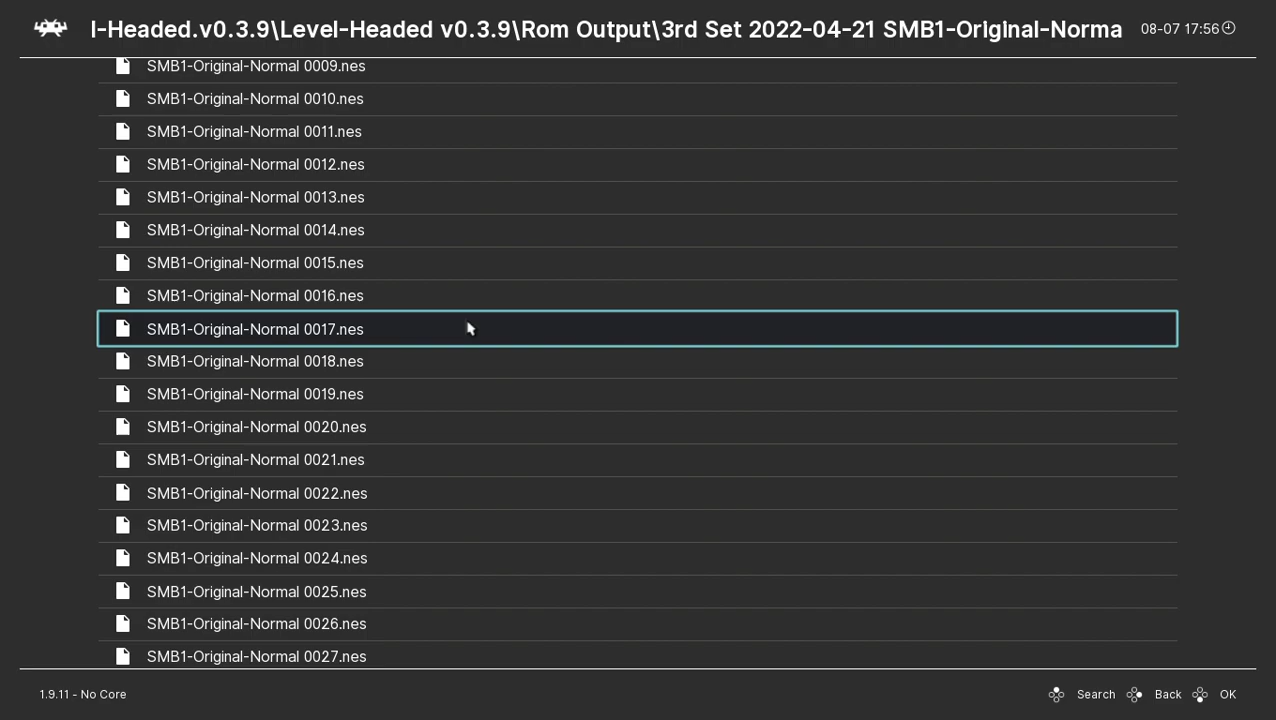 l-Headed.v0.3.9\Level-Headed v0.3.9\Rom Output\3rd Set 2022-04-21 SMB1-Original-Norma
08-07 17:56
SMB1-Original-Normal 0009.nes
SMB1-Original-Normal 0010.nes
SMB1-Original-Normal 0011.nes
SMB1-Original-Normal 0012.nes
SMB1-Original-Normal 0013.nes
SMB1-Original-Normal 0014.nes
SMB1-Original-Normal 0015.nes
SMB1-Original-Normal 0016.nes
SMB1-Original-Normal 0017.nes
SMB1-Original-Normal 0018.nes
SMB1-Original-Normal 0019.nes
SMB1-Original-Normal 0020.nes
SMB1-Original-Normal 0021.nes
SMB1-Original-Normal 0022.nes
SMB1-Original-Normal 0023.nes
SMB1-Original-Normal 0024.nes
SMB1-Original-Normal 0025.nes
SMB1-Original-Normal 0026.nes
SMB1-Original-Normal 0027.nes
1.9.11 - No Core
Search
Back
OK